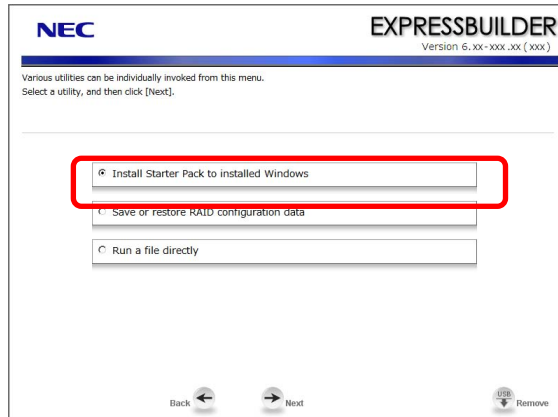 NEC
EXPRESSBUILDER
Version 6.xx-xxx.xx (xxx)
Various utilities can be individually invoked from this menu.
Select a utility, and then click [Next].
Install Starter Pack to installed Windows
Save or restore RAID configuration data
Run a file directly
Back
Next
USB
Remove